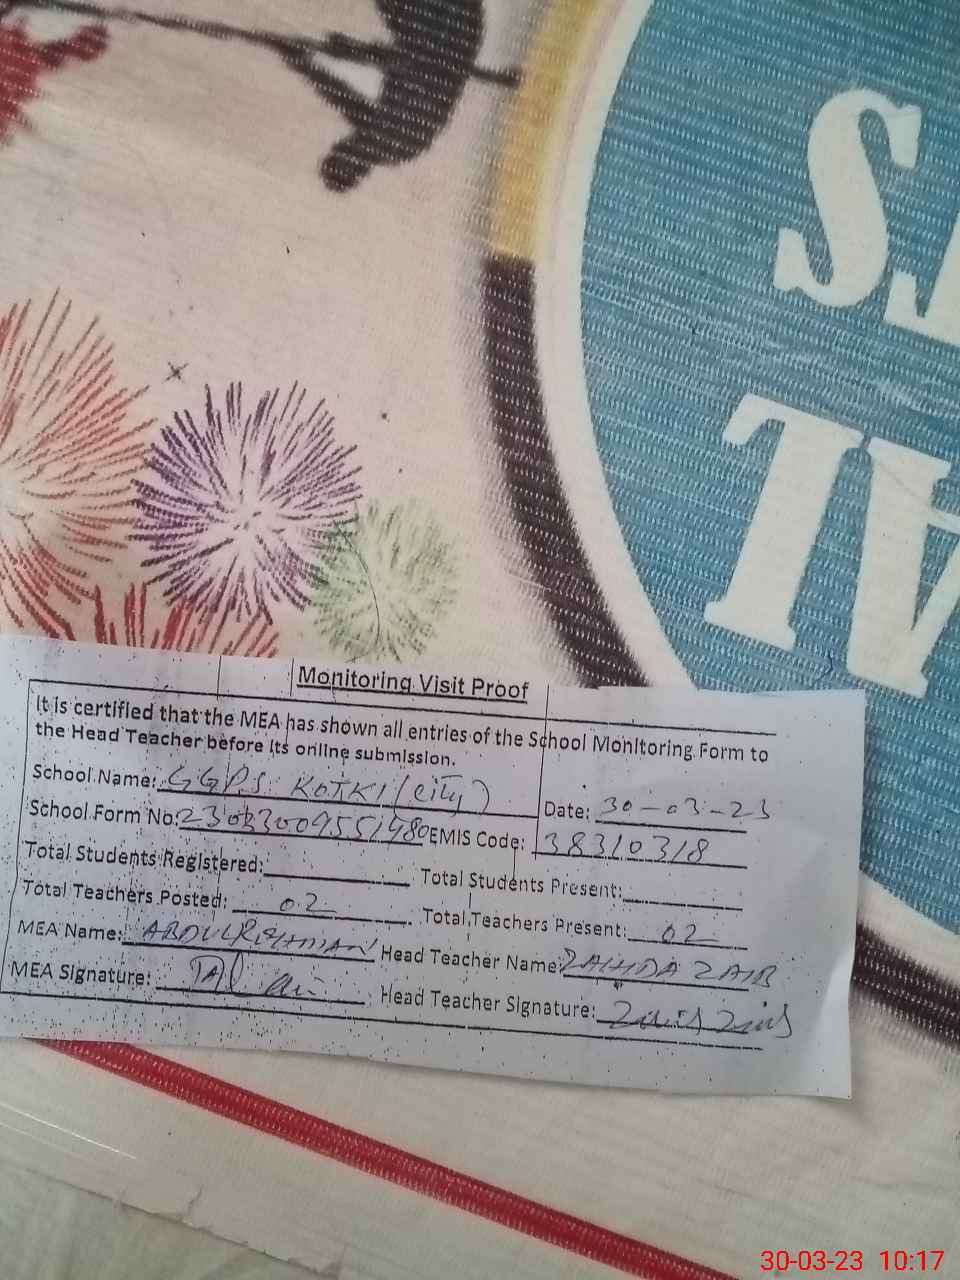 S.
IV
Monitoring Visit Proof
It is certified that the MEA has shown all entries of the School Monitoring Form to
the Head Teacher before its online submission.
School Name: GGPS KOTKI (City)
Date: 30-03-23
School Form No: 23033009551980 EMIS Code: 38310318
Total Students Registered: Total Students Present:
Total Teachers Posted: 02 Total Teachers Present: 02
MEA Name: ABDUL REHMAN Head Teacher Name: ZAHIDA ZAIB
MEA Signature: Head Teacher Signature:
30-03-23 10:17